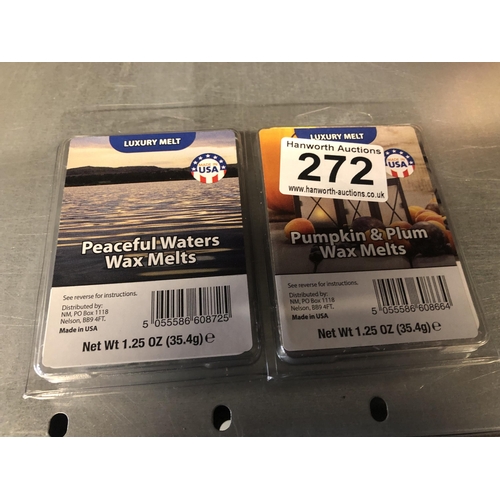 LUXURY MELT
USA
Peaceful Waters
Wax Melts
See reverse for instructions.
Distributed by:
NM, PO Box 1118
Nelson, BB9 4FT.
Made in USA
5 055586 608725
Net Wt 1.25 OZ (35.4g) e
LUXURY MELT
Hanworth Auctions
272
www.hanworth-auctions.co.uk
USA
Pumpkin & Plum
Wax Melts
See reverse for instructions.
Distributed by:
NM, PO Box 1118
Nelson, BB9 4FT.
Made in USA
5 055586 608664
Net Wt 1.25 OZ (35.4g) e